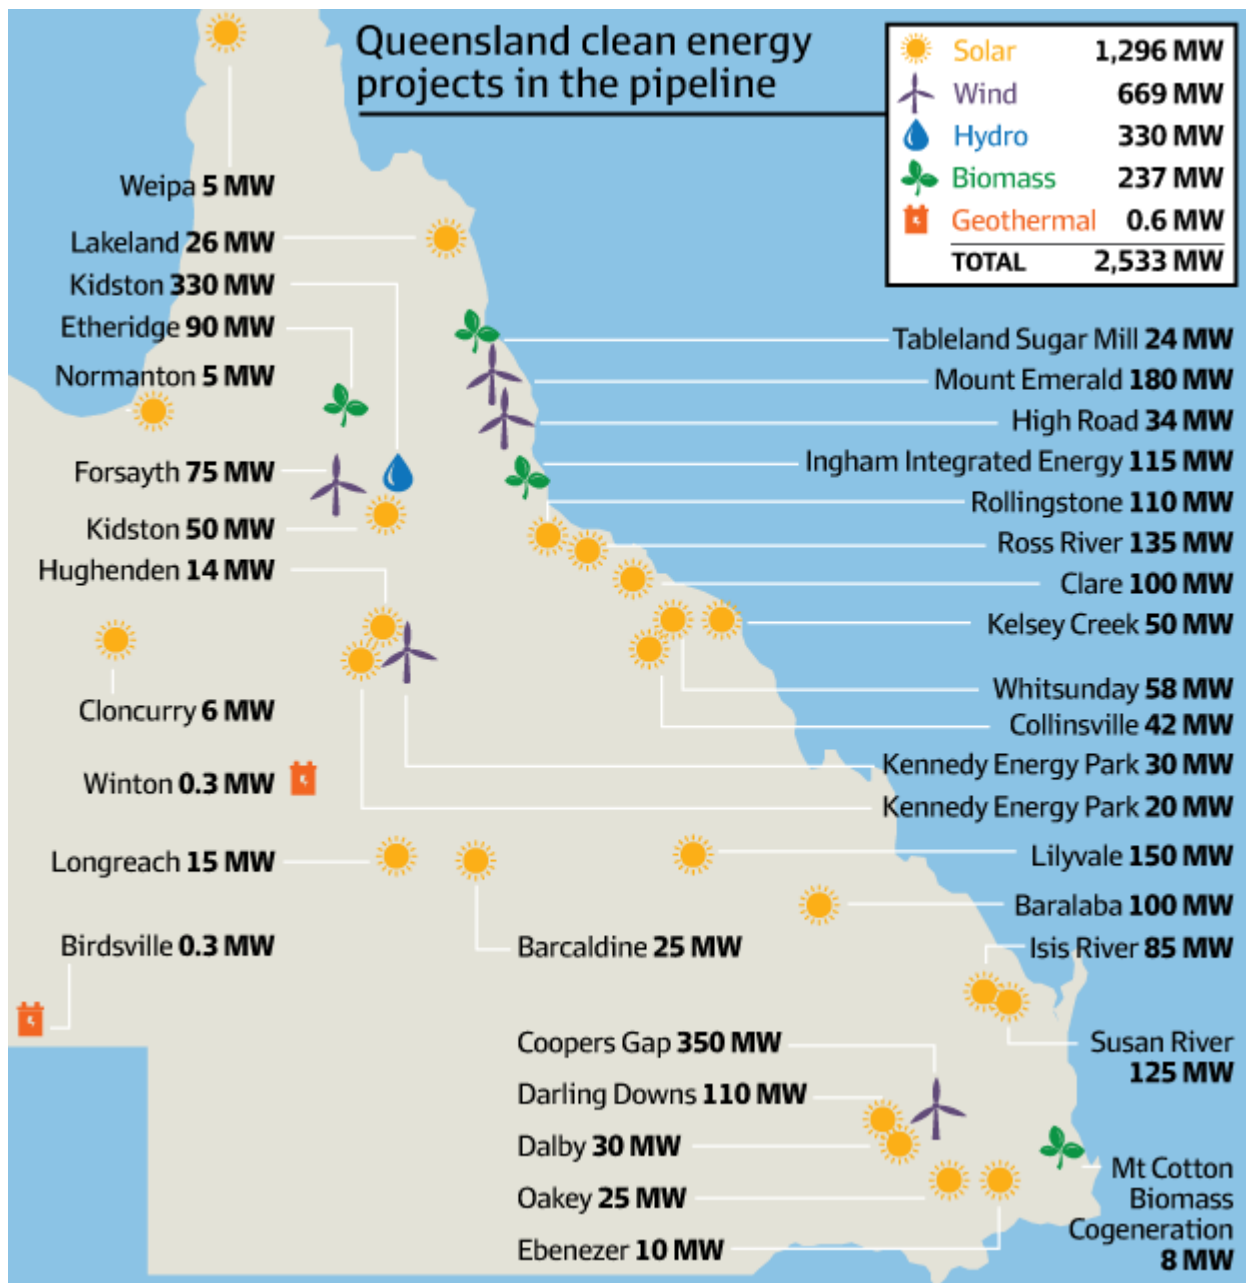 Queensland clean energy
projects in the pipeline
Solar 1,296 MW
Wind 669 MW
Hydro 330 MW
Biomass 237 MW
Geothermal 0.6 MW
TOTAL 2,533 MW
Weipa 5 MW
Lakeland 26 MW
Kidston 330 MW
Etheridge 90 MW
Normanton 5 MW
Forsayth 75 MW
Kidston 50 MW
Hughenden 14 MW
Cloncurry 6 MW
Winton 0.3 MW
Longreach 15 MW
Birdsville 0.3 MW
Tableland Sugar Mill 24 MW
Mount Emerald 180 MW
High Road 34 MW
Ingham Integrated Energy 115 MW
Rollingstone 110 MW
Ross River 135 MW
Clare 100 MW
Kelsey Creek 50 MW
Whitsunday 58 MW
Collinsville 42 MW
Kennedy Energy Park 30 MW
Kennedy Energy Park 20 MW
Lilyvale 150 MW
Baralaba 100 MW
Isis River 85 MW
Susan River
125 MW
Barcaldine 25 MW
Coopers Gap 350 MW
Darling Downs 110 MW
Dalby 30 MW
Oakey 25 MW
Ebenezer 10 MW
Mt Cotton
Biomass
Cogeneration
8 MW